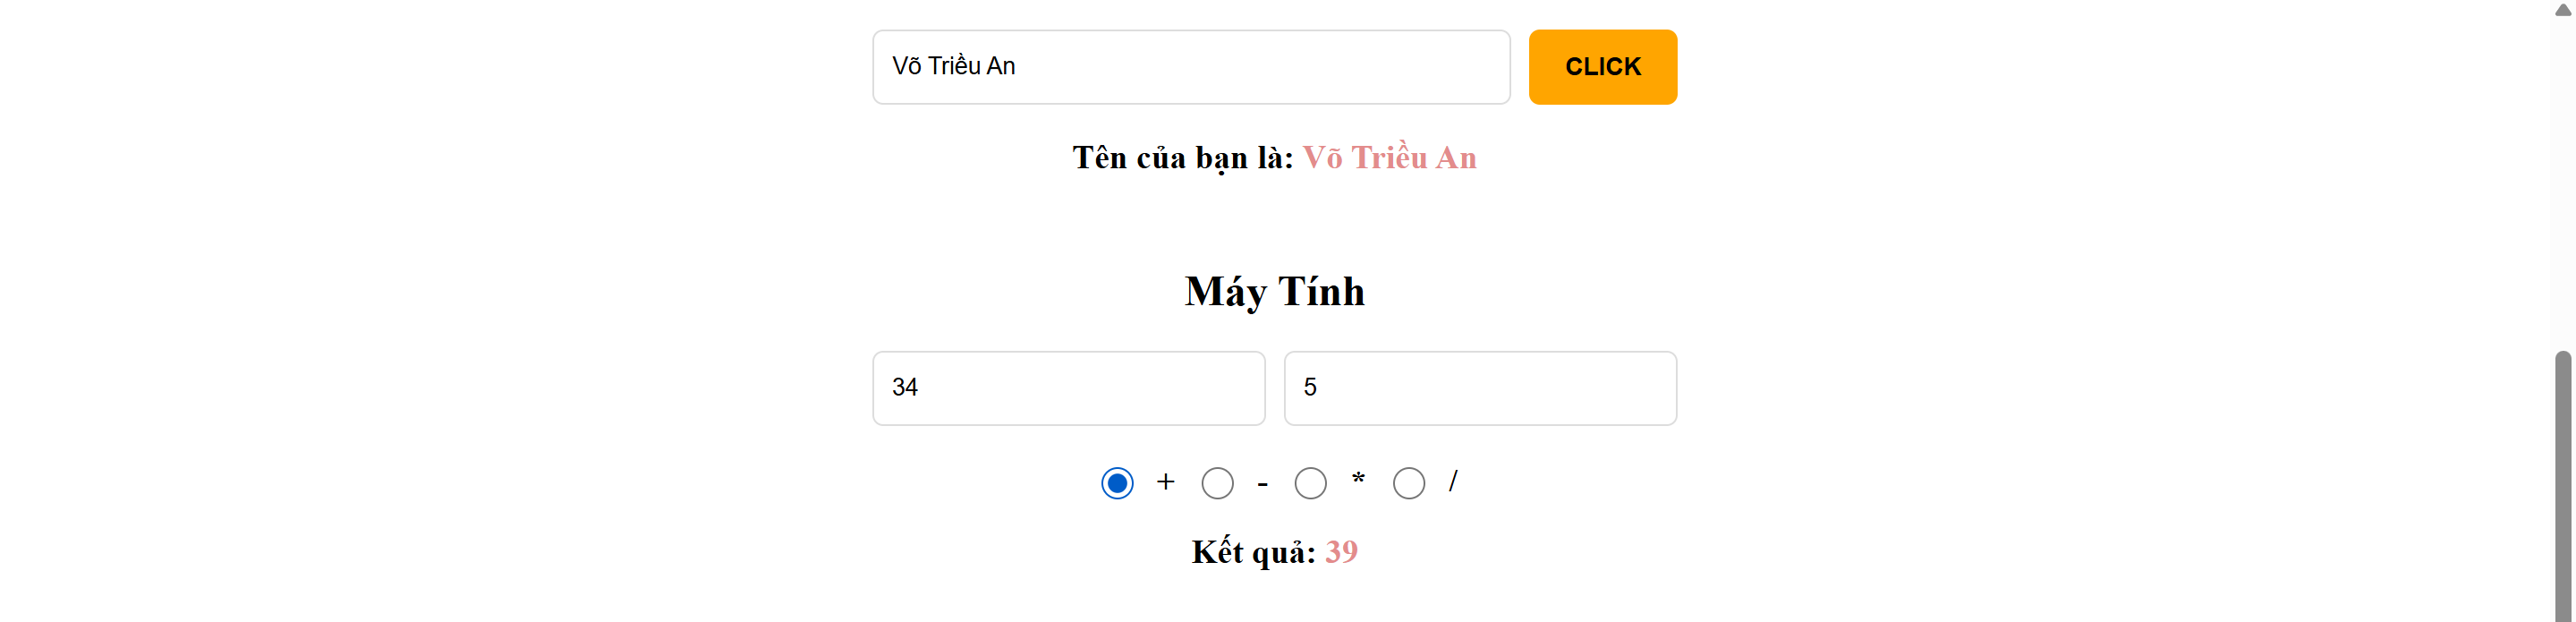 Võ Triều An CLICK
Tên của bạn là: Võ Triều An
Máy Tính
34 5
+ - * /
Kết quả: 39